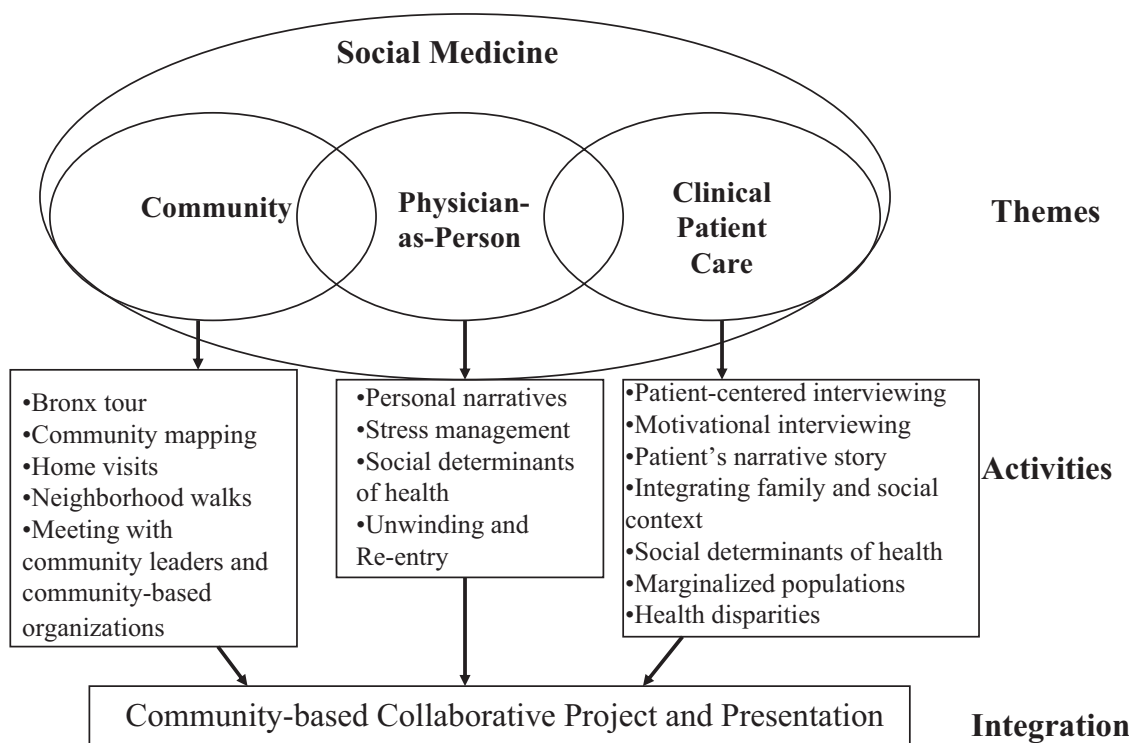 Social Medicine
Community
Physician-
as-Person
Clinical
Patient
Care
Themes
•Bronx tour
•Community mapping
•Home visits
•Neighborhood walks
•Meeting with
community leaders and
community-based
organizations
•Personal narratives
•Stress management
•Social determinants
of health
•Unwinding and
Re-entry
•Patient-centered interviewing
•Motivational interviewing
•Patient’s narrative story
•Integrating family and social
context
•Social determinants of health
•Marginalized populations
•Health disparities
Activities
Community-based Collaborative Project and Presentation
Integration